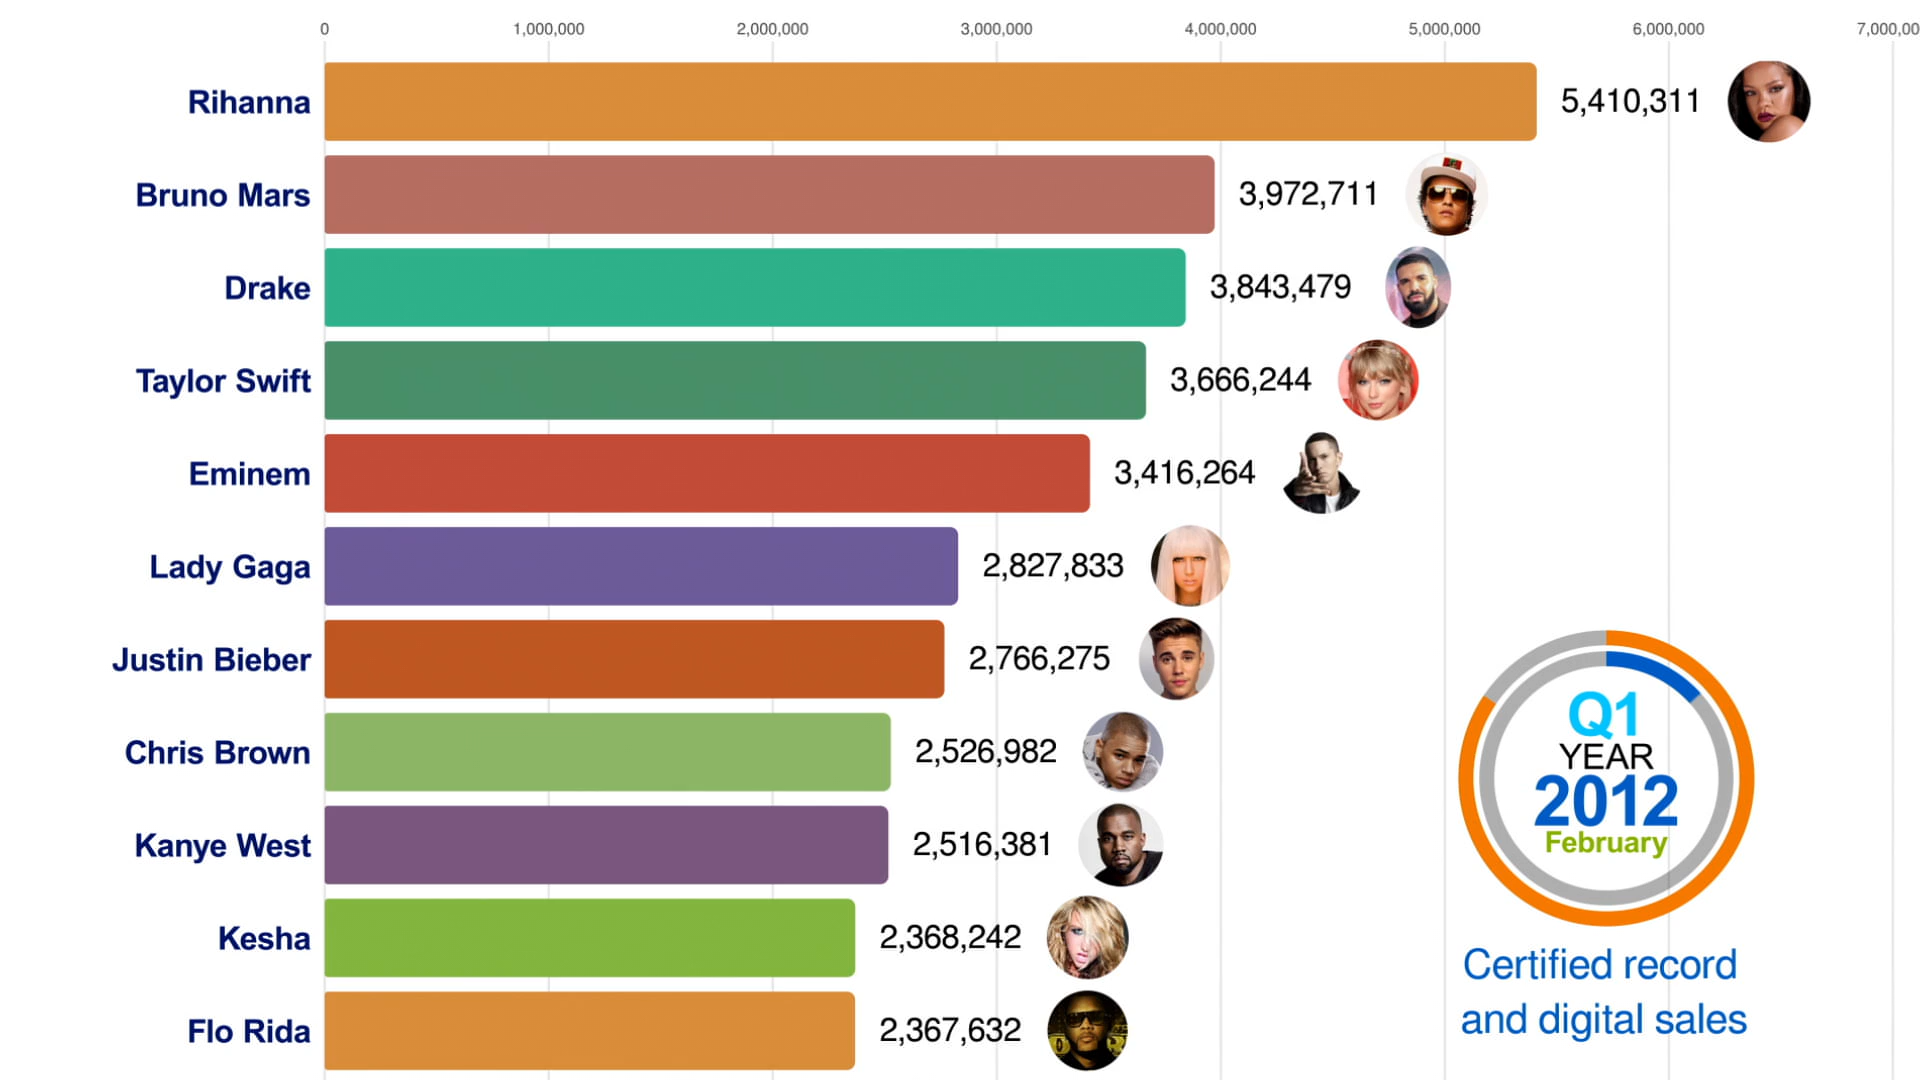 0 1,000,000 2,000,000 3,000,000 4,000,000 5,000,000 6,000,000 7,000,00
Rihanna 5,410,311
Bruno Mars 3,972,711
Drake 3,843,479
Taylor Swift 3,666,244
Eminem 3,416,264
Lady Gaga 2,827,833
Justin Bieber 2,766,275
Chris Brown 2,526,982
Kanye West 2,516,381
Kesha 2,368,242
Flo Rida 2,367,632
Q1
YEAR
2012
February
Certified record
and digital sales